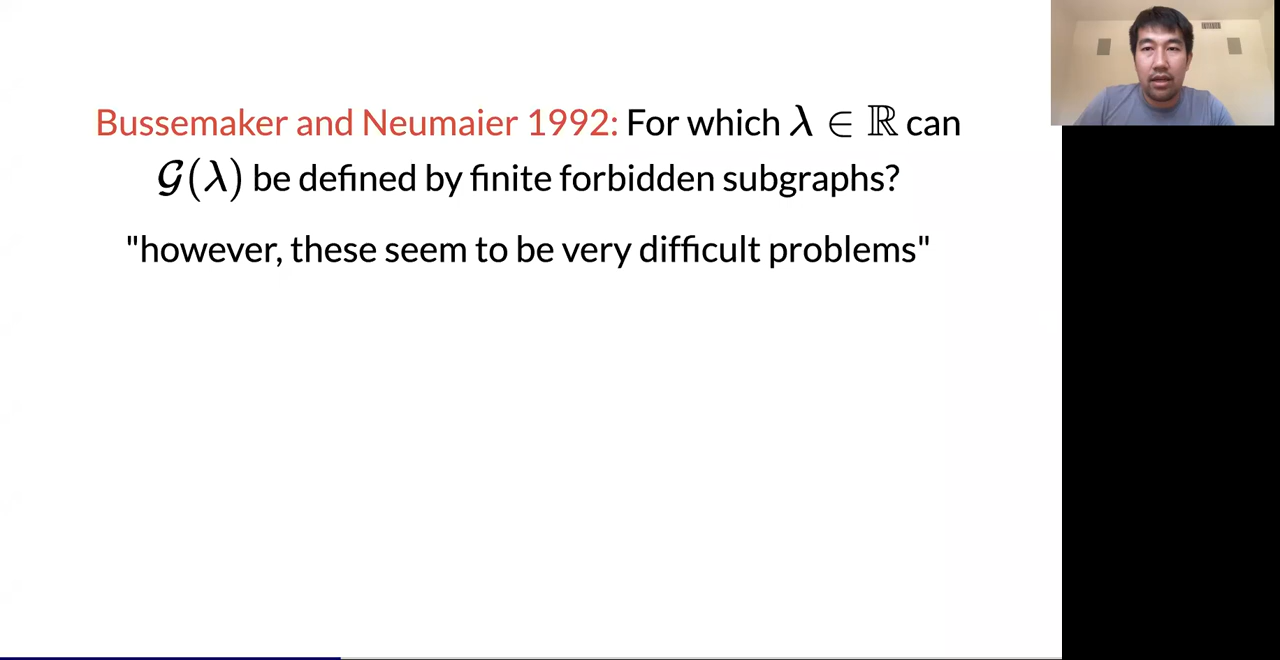 Bussemaker and Neumaier 1992: For which λ ∈ ℝ can
𝒢(λ) be defined by finite forbidden subgraphs?
"however, these seem to be very difficult problems"